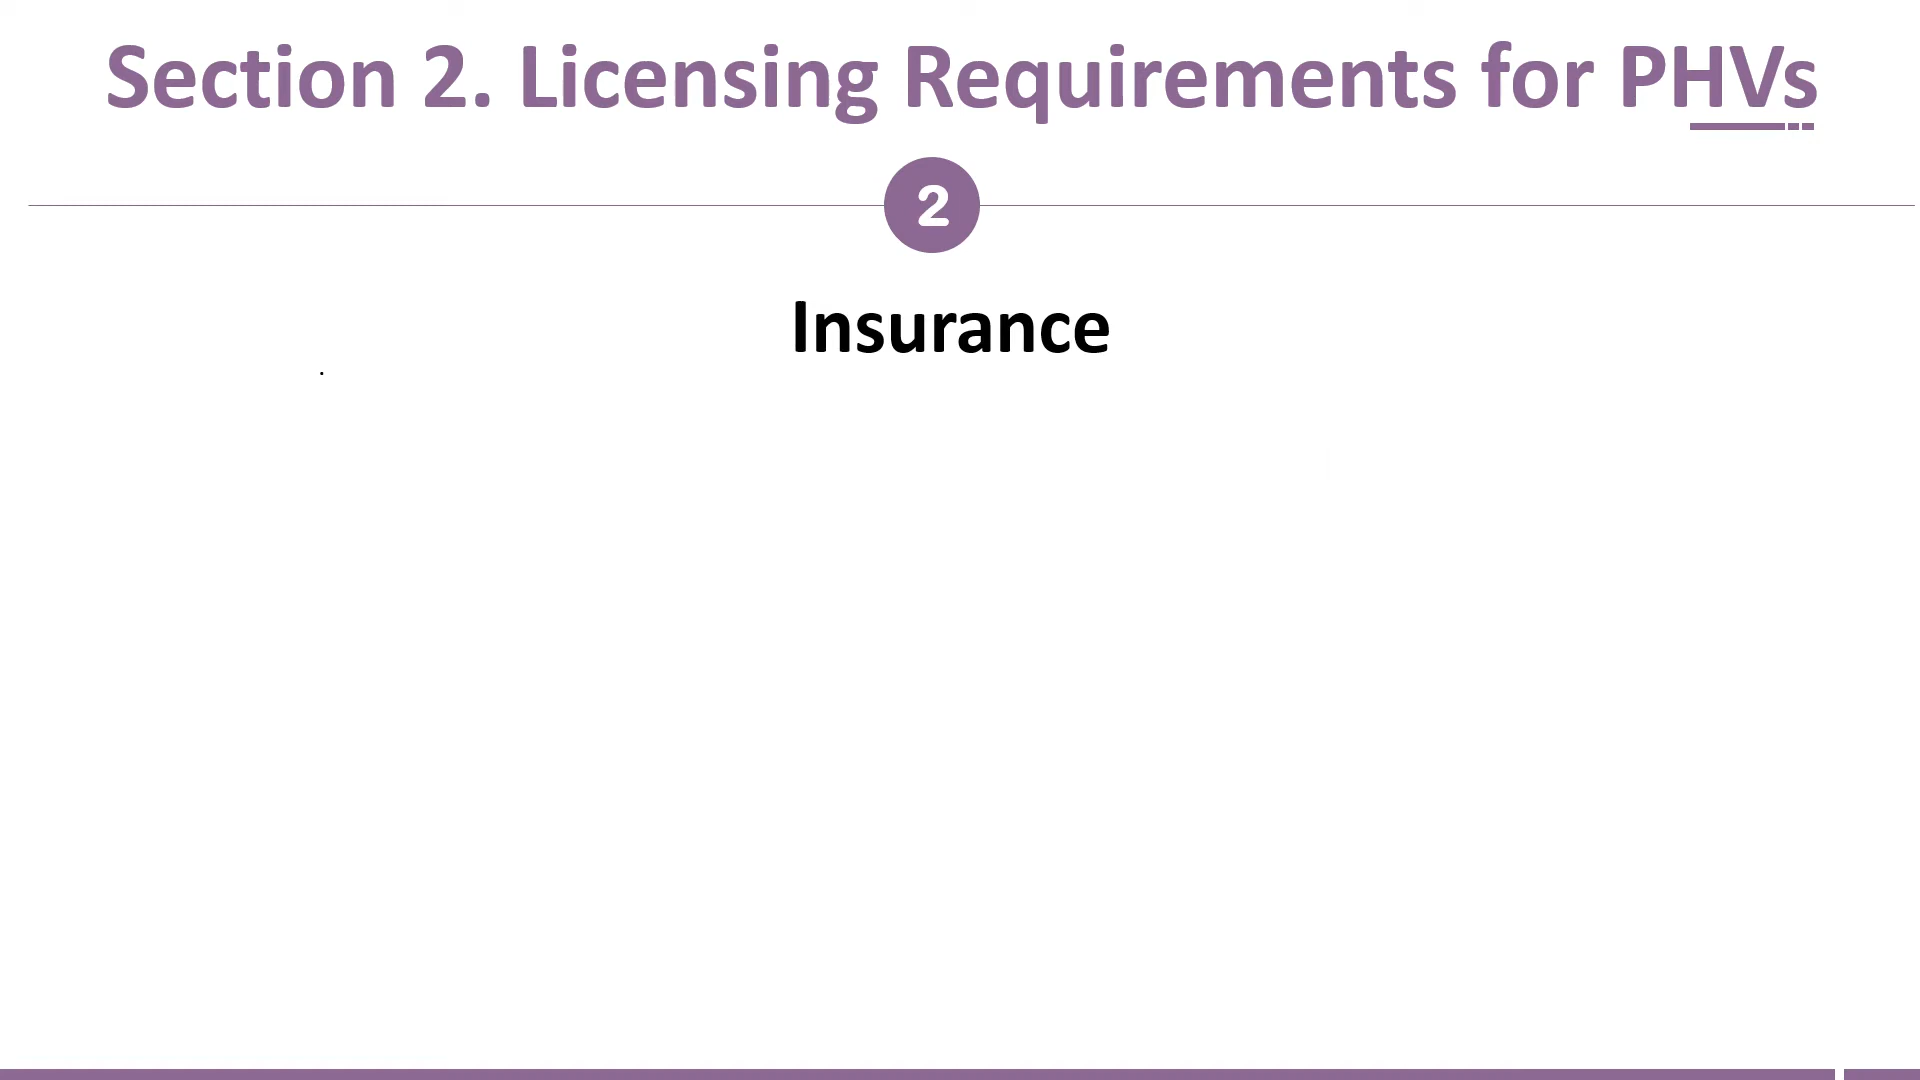 Section 2. Licensing Requirements for PHVs
2
Insurance
.